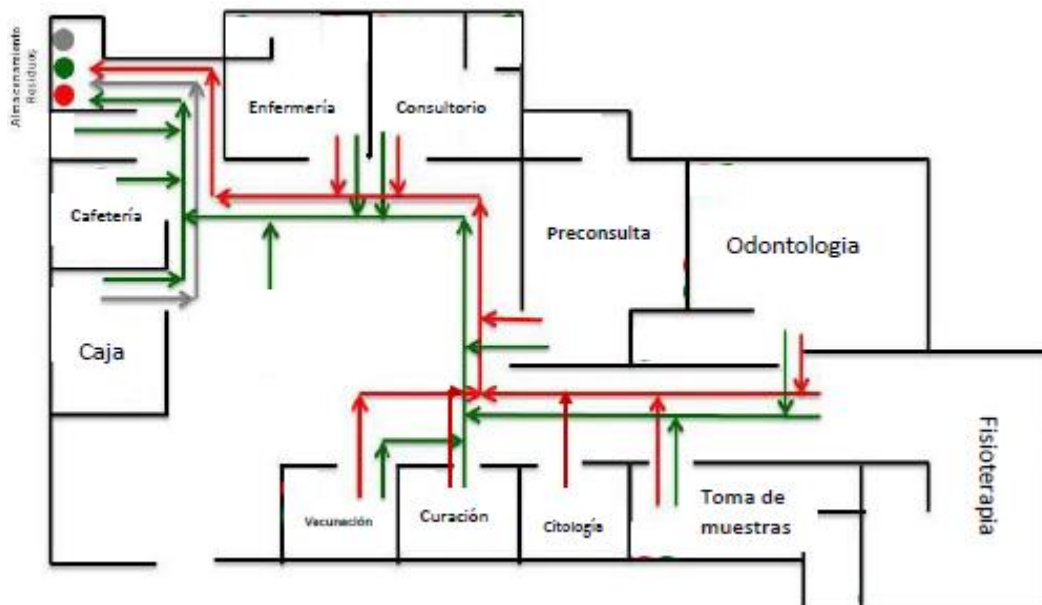 Almacenamiento
Residuos
Enfermería
Consultorio
Cafetería
Preconsulta
Odontologia
Caja
Fisioterapia
Vacunación
Curación
Citología
Toma de
muestras